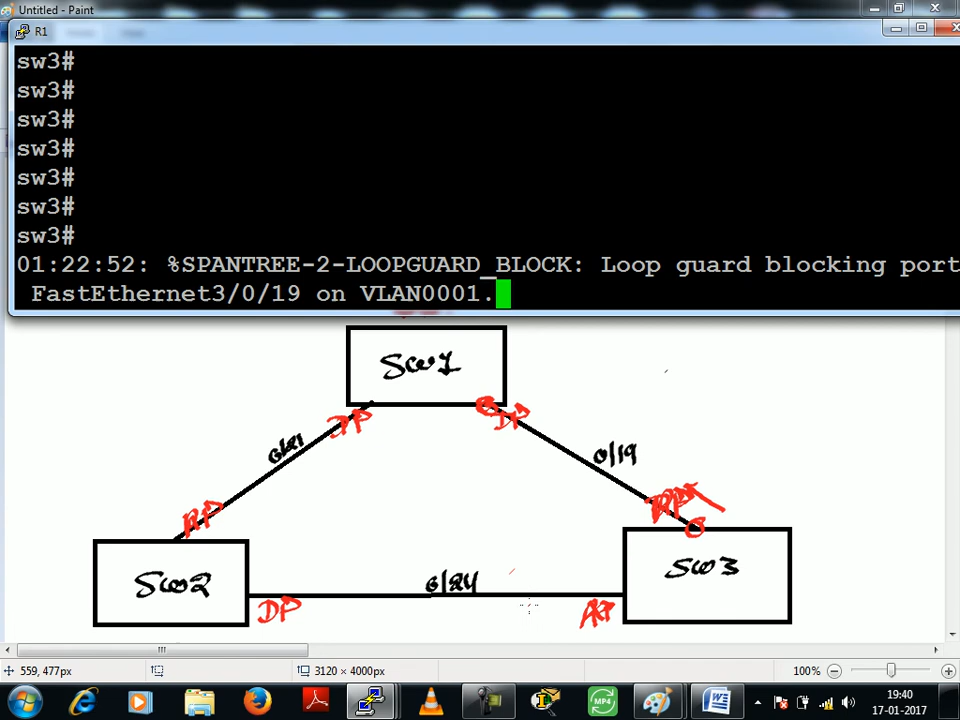 Untitled - Paint
R1
sw3#
sw3#
sw3#
sw3#
sw3#
sw3#
sw3#
01:22:52: %SPANTREE-2-LOOPGUARD_BLOCK: Loop guard blocking port
FastEthernet3/0/19 on VLAN0001.
SW1
DP
DP
0/21
0/19
RP
SW2
SW3
0/24
DP
559, 477px
3120 × 4000px
100%
MP4
19:40
17-01-2017